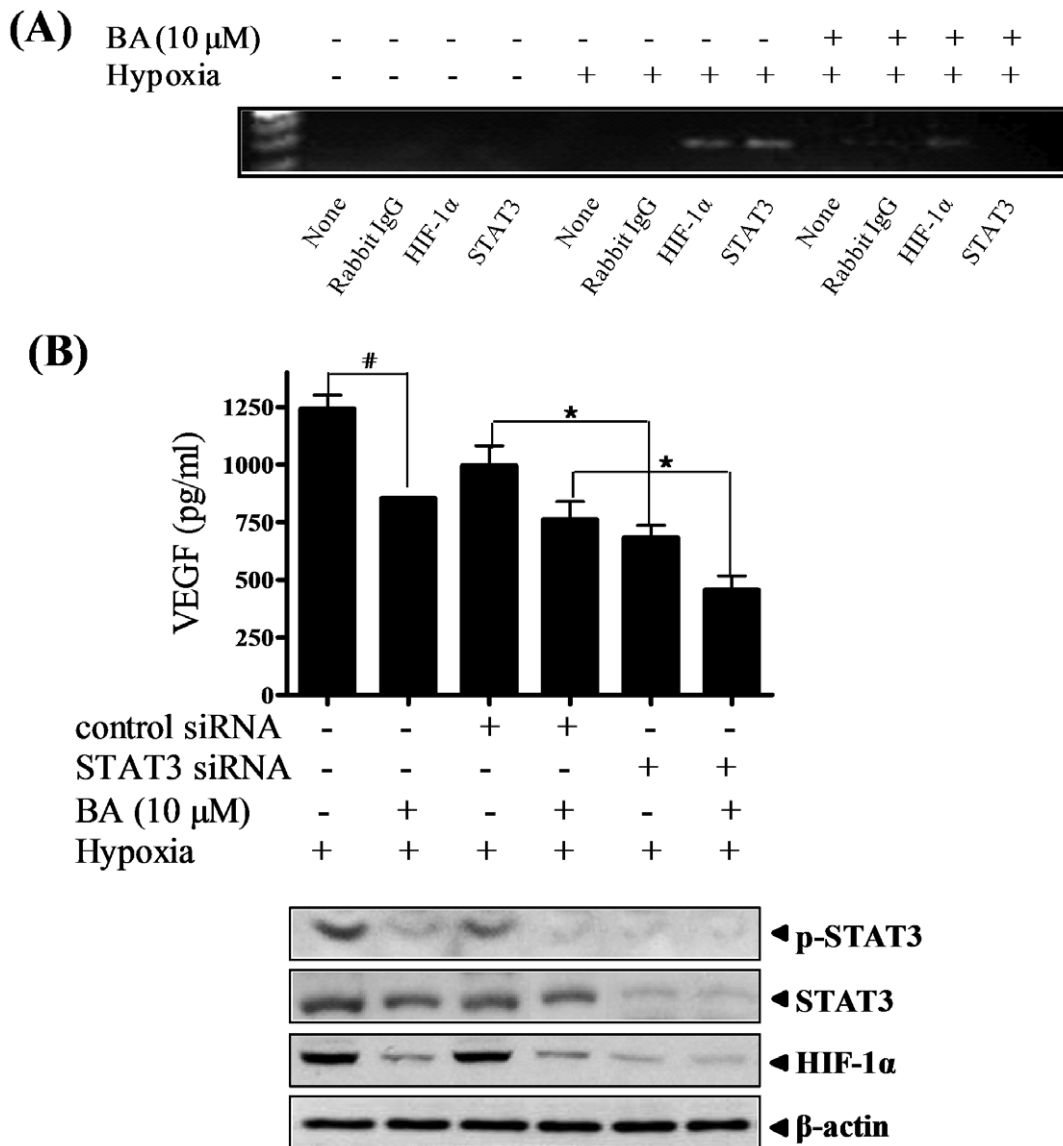 (A)
BA (10 μM) - - - - - - - - + + + +
Hypoxia - - - - + + + + + + + +
None Rabbit IgG HIF-1α STAT3 None Rabbit IgG HIF-1α STAT3 None Rabbit IgG HIF-1α STAT3
(B)
#
*
*
VEGF (pg/ml)
1250
1000
750
500
250
0
control siRNA - - + + - -
STAT3 siRNA - - - - + +
BA (10 μM) - + - + - +
Hypoxia + + + + + +
p-STAT3
STAT3
HIF-1α
β-actin